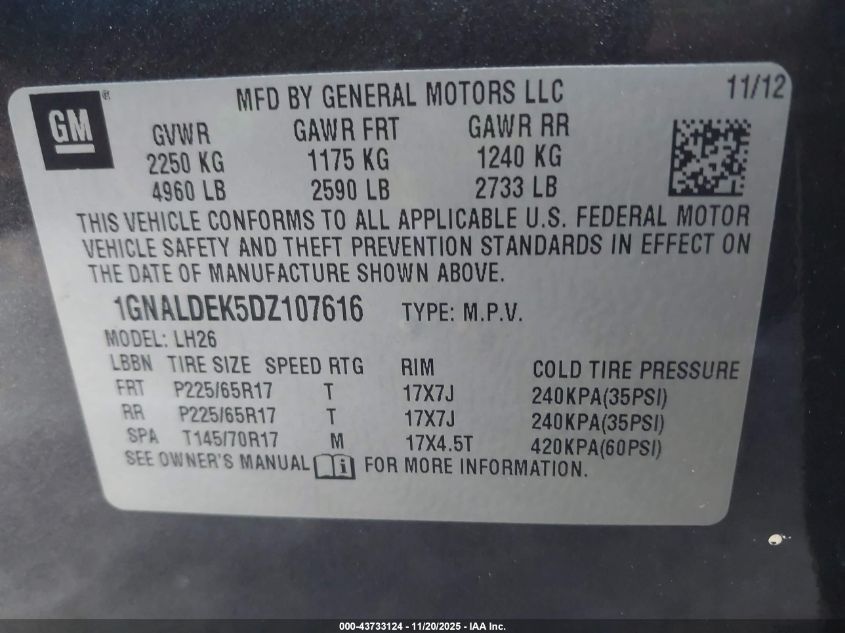 GM ® MFD BY GENERAL MOTORS LLC 11/12
GVWR GAWR FRT GAWR RR
2250 KG 1175 KG 1240 KG
4960 LB 2590 LB 2733 LB
THIS VEHICLE CONFORMS TO ALL APPLICABLE U.S. FEDERAL MOTOR
VEHICLE SAFETY AND THEFT PREVENTION STANDARDS IN EFFECT ON
THE DATE OF MANUFACTURE SHOWN ABOVE.
1GNALDEK5DZ107616 TYPE: M.P.V.
MODEL: LH26
LBBN TIRE SIZE SPEED RTG RIM COLD TIRE PRESSURE
FRT P225/65R17 T 17X7J 240KPA(35PSI)
RR P225/65R17 T 17X7J 240KPA(35PSI)
SPA T145/70R17 M 17X4.5T 420KPA(60PSI)
SEE OWNER'S MANUAL i FOR MORE INFORMATION.
000-43733124 - 11/20/2025 - IAA Inc.